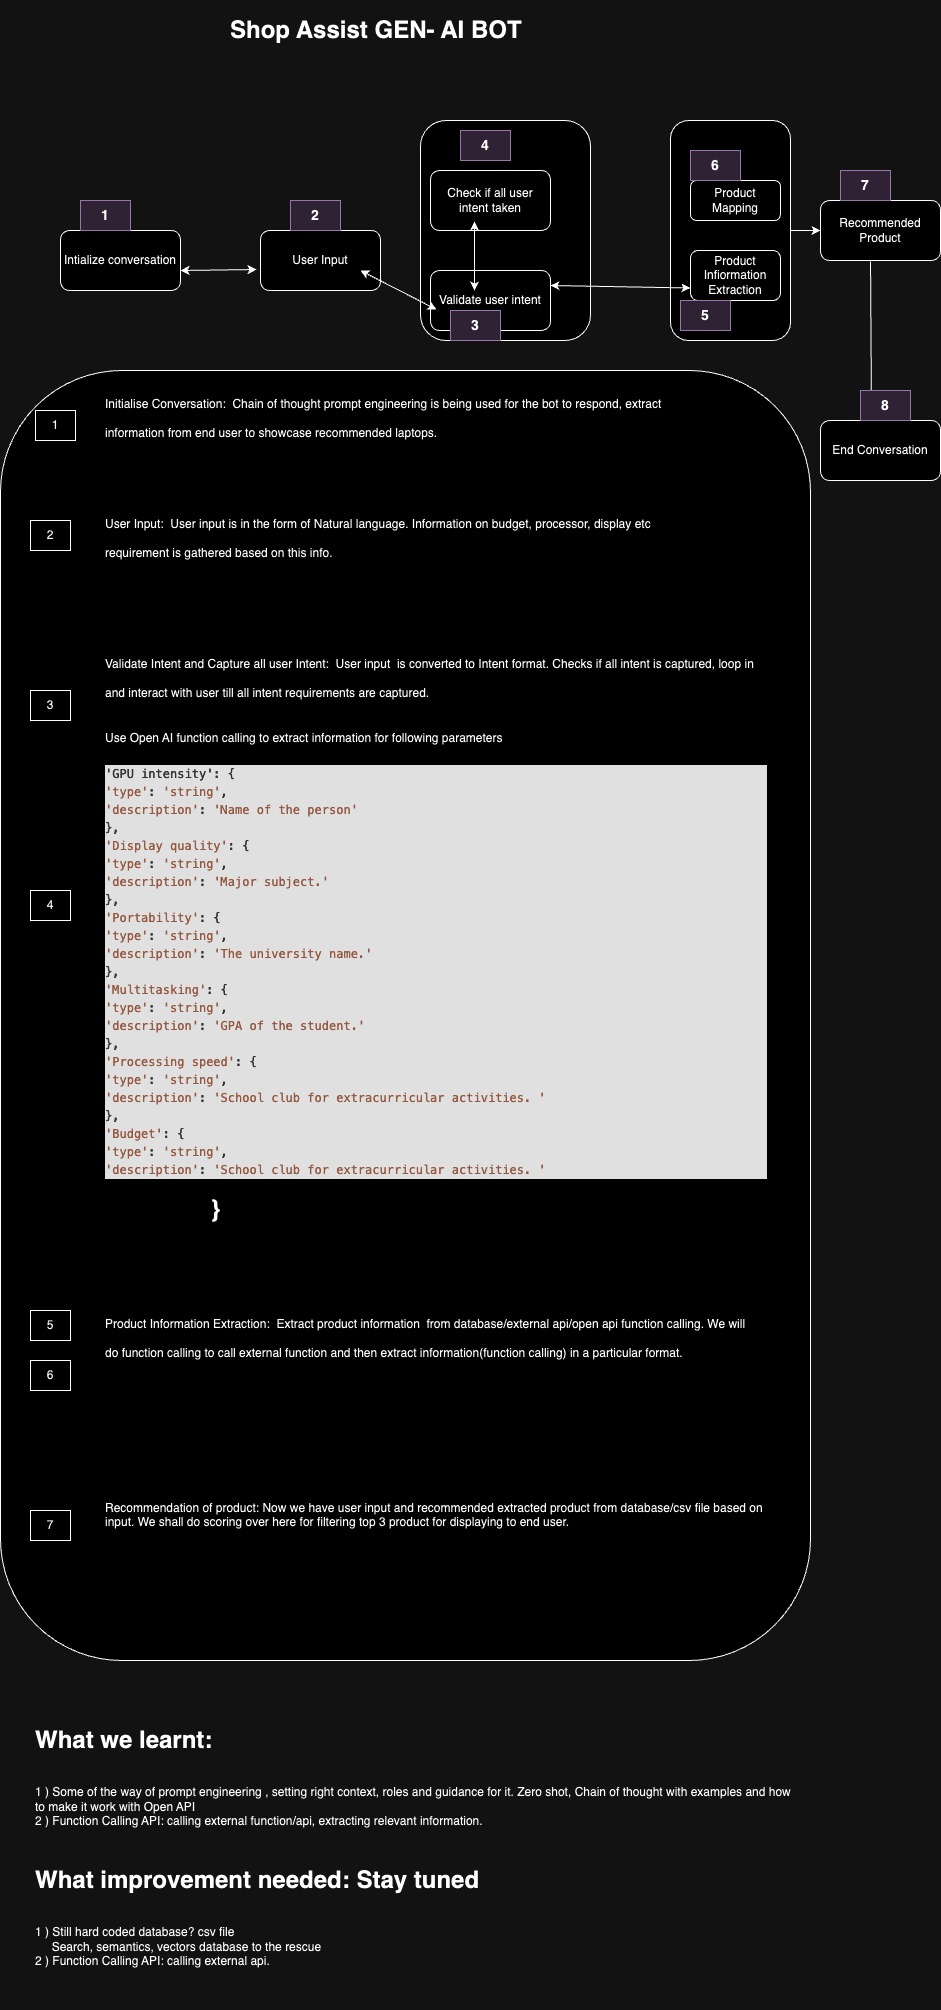 Shop Assist GEN- AI BOT
4
Check if all user
intent taken
6
Product
Mapping
7
Recommended
Product
1
Intialize conversation
2
User Input
Validate user intent
3
Product
Infiormation
Extraction
5
8
End Conversation
1
Initialise Conversation:  Chain of thought prompt engineering is being used for the bot to respond, extract
information from end user to showcase recommended laptops.
2
User Input:  User input is in the form of Natural language. Information on budget, processor, display etc
requirement is gathered based on this info.
3
Validate Intent and Capture all user Intent:  User input  is converted to Intent format. Checks if all intent is captured, loop in
and interact with user till all intent requirements are captured.
Use Open AI function calling to extract information for following parameters
4
'GPU intensity': {
'type': 'string',
'description': 'Name of the person'
},
'Display quality': {
'type': 'string',
'description': 'Major subject.'
},
'Portability': {
'type': 'string',
'description': 'The university name.'
},
'Multitasking': {
'type': 'string',
'description': 'GPA of the student.'
},
'Processing speed': {
'type': 'string',
'description': 'School club for extracurricular activities. '
},
'Budget': {
'type': 'string',
'description': 'School club for extracurricular activities. '
}
5
6
Product Information Extraction:  Extract product information  from database/external api/open api function calling. We will
do function calling to call external function and then extract information(function calling) in a particular format.
7
Recommendation of product: Now we have user input and recommended extracted product from database/csv file based on
input. We shall do scoring over here for filtering top 3 product for displaying to end user.
What we learnt:
1 ) Some of the way of prompt engineering , setting right context, roles and guidance for it. Zero shot, Chain of thought with examples and how
to make it work with Open API
2 ) Function Calling API: calling external function/api, extracting relevant information.
What improvement needed: Stay tuned
1 ) Still hard coded database? csv file
Search, semantics, vectors database to the rescue
2 ) Function Calling API: calling external api.